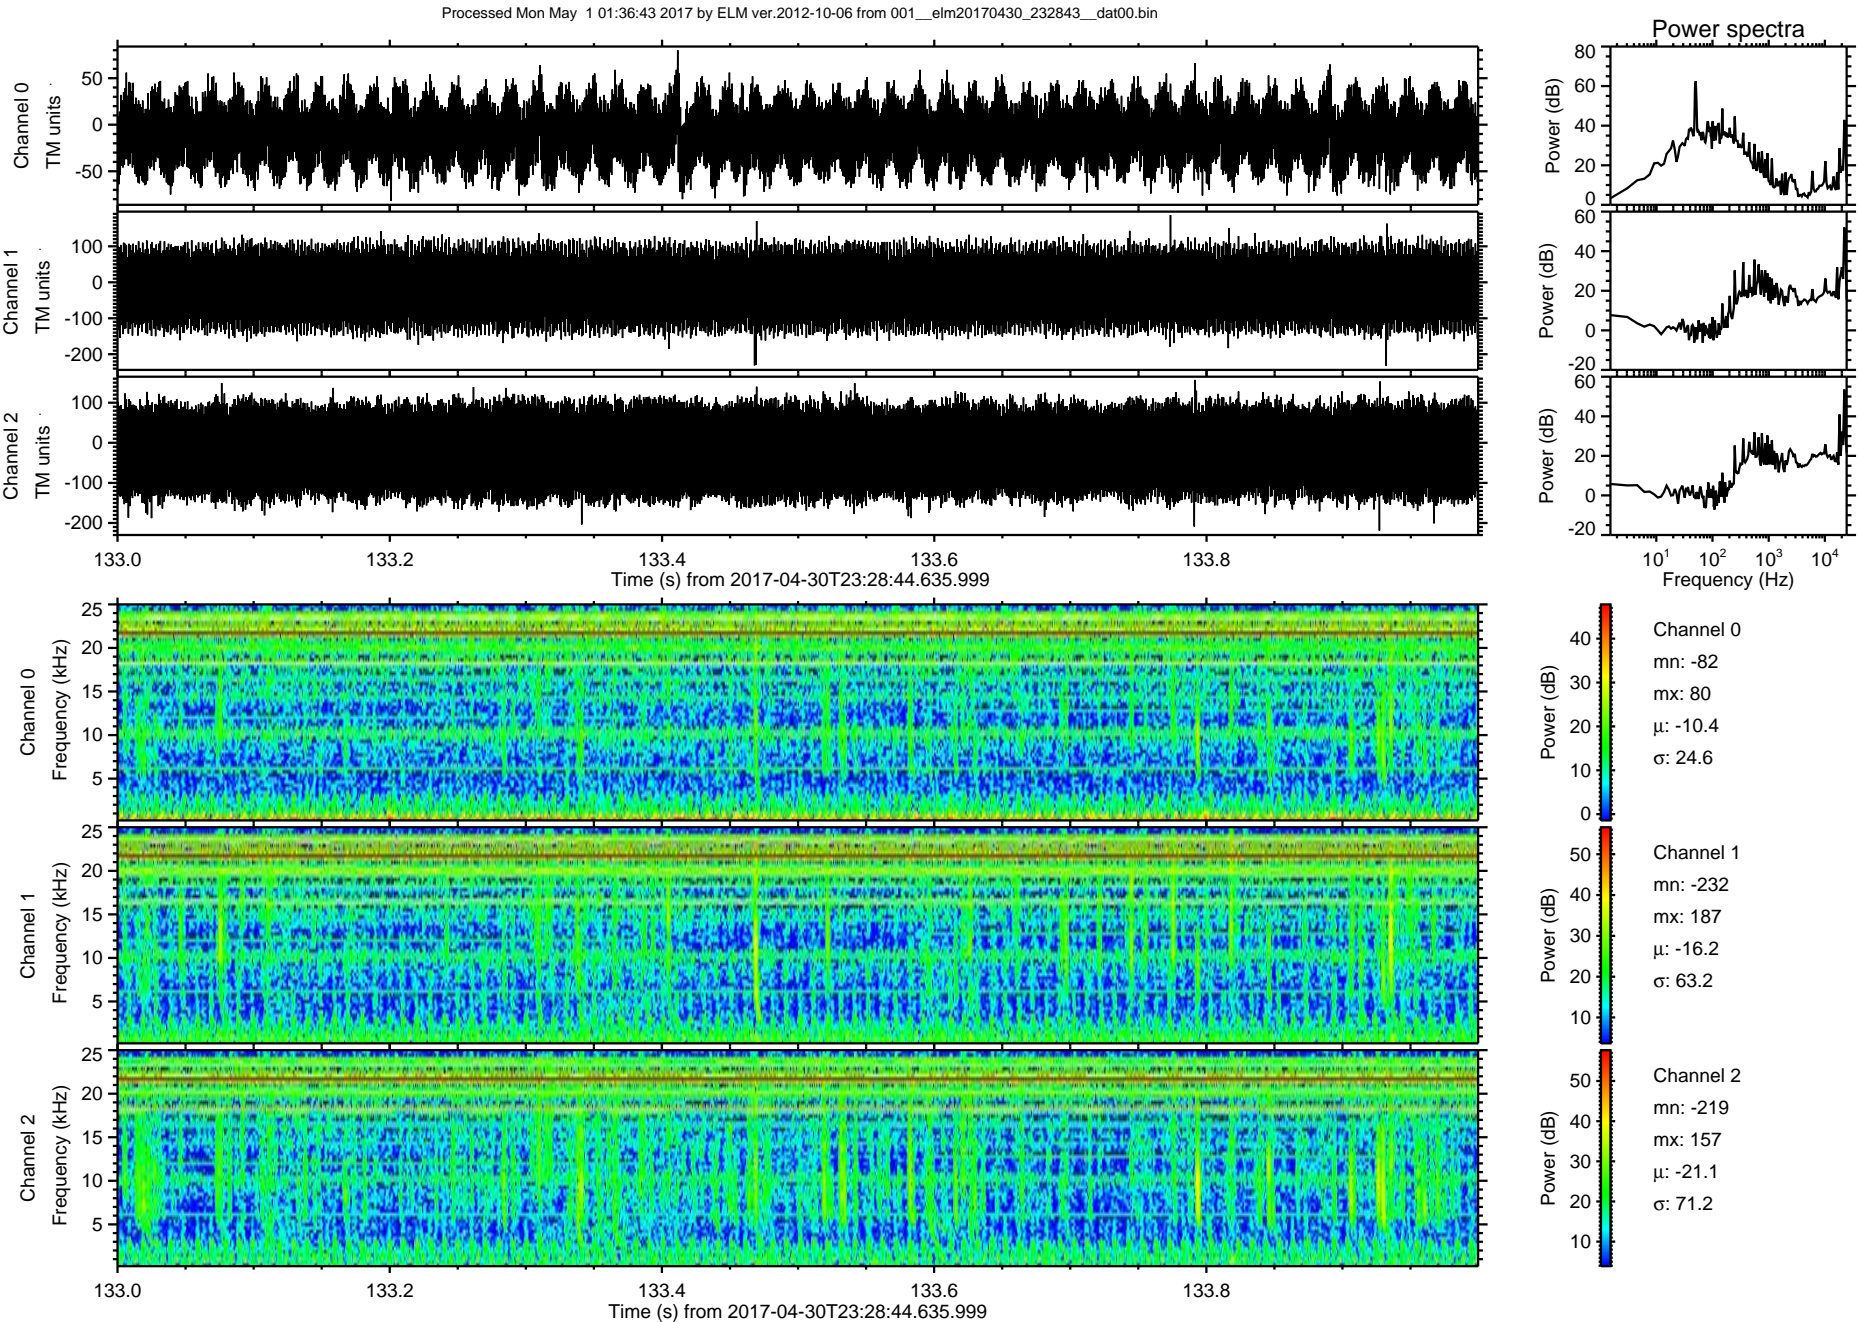 Processed Mon May  1 01:36:43 2017 by ELM ver.2012-10-06 from 001__elm20170430_232843__dat00.bin
Power spectra
Channel 0
TM units
50
0
-50
Power (dB)
80
60
40
20
0
Channel 1
TM units
100
0
-100
-200
Power (dB)
60
40
20
0
-20
Channel 2
TM units
100
0
-100
-200
Power (dB)
60
40
20
0
-20
133.0 133.2 133.4 133.6 133.8
Time (s) from 2017-04-30T23:28:44.635.999
10^1 10^2 10^3 10^4
Frequency (Hz)
Channel 0
Frequency (kHz)
25
20
15
10
5
Power (dB)
40
30
20
10
0
Channel 0
mn: -82
mx: 80
μ: -10.4
σ: 24.6
Channel 1
Frequency (kHz)
25
20
15
10
5
Power (dB)
50
40
30
20
10
Channel 1
mn: -232
mx: 187
μ: -16.2
σ: 63.2
Channel 2
Frequency (kHz)
25
20
15
10
5
Power (dB)
50
40
30
20
10
Channel 2
mn: -219
mx: 157
μ: -21.1
σ: 71.2
133.0 133.2 133.4 133.6 133.8
Time (s) from 2017-04-30T23:28:44.635.999